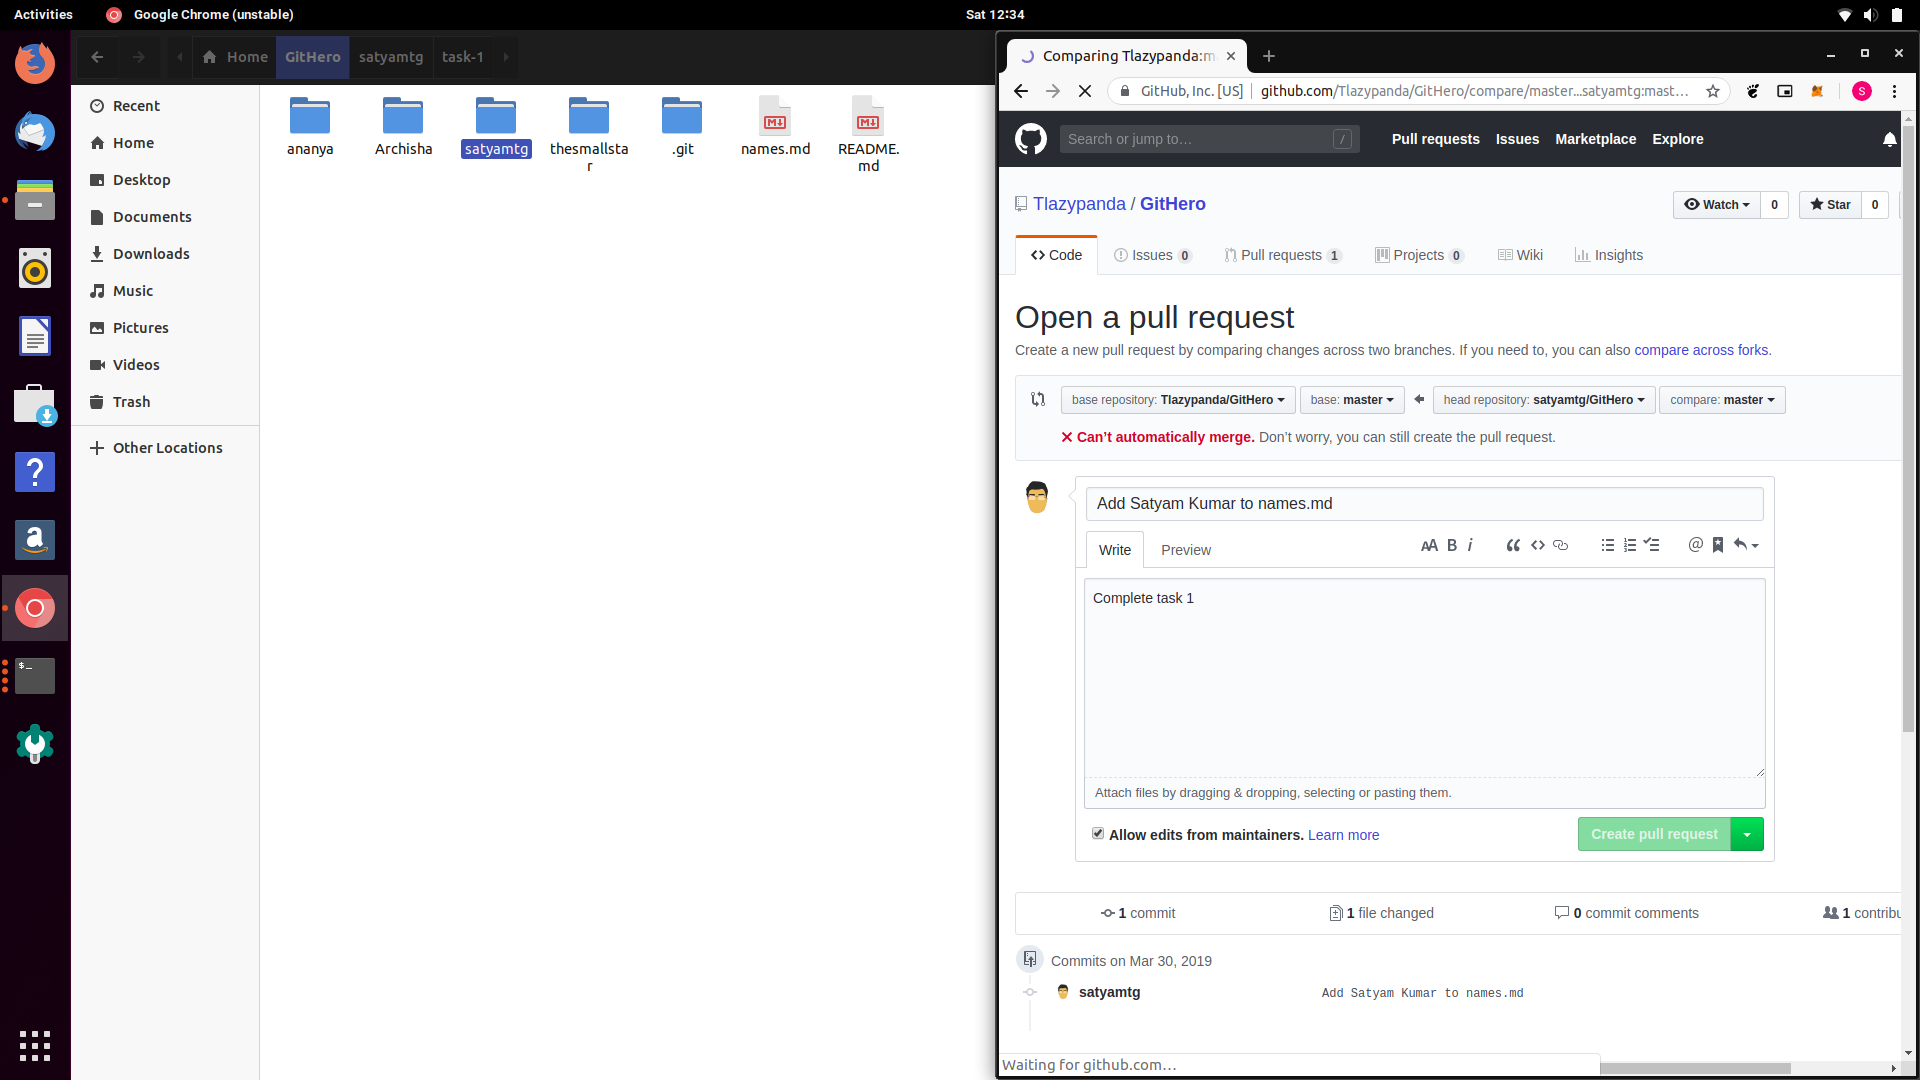 Activities
Google Chrome (unstable)
Sat 12:34
Home
GitHero
satyamtg
task-1
Recent
Home
Desktop
Documents
Downloads
Music
Pictures
Videos
Trash
Other Locations
ananya
Archisha
satyamtg
thesmallsta
r
.git
names.md
README.
md
Comparing Tlazypanda:m
GitHub, Inc. [US]
github.com/Tlazypanda/GitHero/compare/master...satyamtg:mast...
S
Search or jump to...
/
Pull requests
Issues
Marketplace
Explore
Tlazypanda / GitHero
Watch
0
Star
0
Code
Issues 0
Pull requests 1
Projects 0
Wiki
Insights
Open a pull request
Create a new pull request by comparing changes across two branches. If you need to, you can also compare across forks.
base repository: Tlazypanda/GitHero
base: master
head repository: satyamtg/GitHero
compare: master
Can’t automatically merge. Don’t worry, you can still create the pull request.
Add Satyam Kumar to names.md
Write
Preview
AA B i
@
Complete task 1
Attach files by dragging & dropping, selecting or pasting them.
Allow edits from maintainers. Learn more
Create pull request
1 commit
1 file changed
0 commit comments
1 contribu
Commits on Mar 30, 2019
satyamtg
Add Satyam Kumar to names.md
Waiting for github.com...